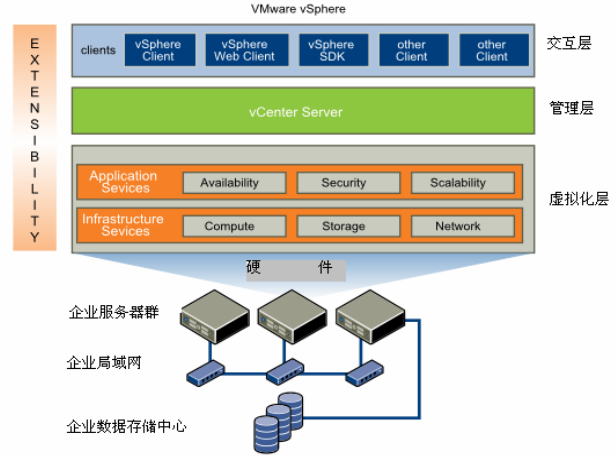 VMware vSphere
EXTENSIBILITY
clients
vSphere Client
vSphere Web Client
vSphere SDK
other Client
other Client
交互层
vCenter Server
管理层
Application Sevices
Availability
Security
Scalability
虚拟化层
Infrastructure Sevices
Compute
Storage
Network
硬 件
企业服务器群
企业局域网
企业数据存储中心